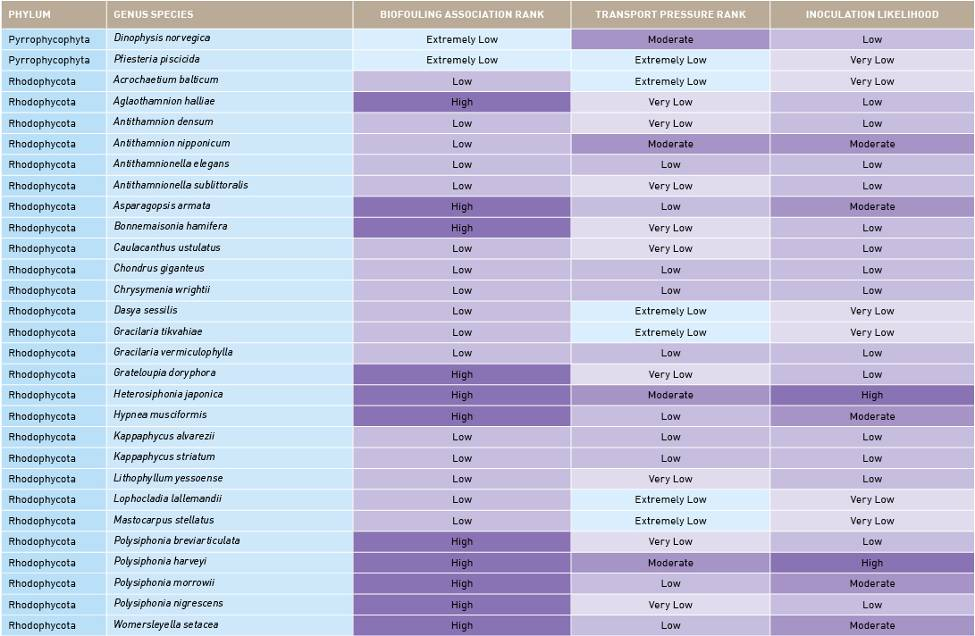 PHYLUM GENUS SPECIES BIOFOULING ASSOCIATION RANK TRANSPORT PRESSURE RANK INOCULATION LIKELIHOOD
Pyrrophycophyta Dinophysis norvegica Extremely Low Moderate Low
Pyrrophycophyta Pfiesteria piscicida Extremely Low Extremely Low Very Low
Rhodophycota Acrochaetium balticum Low Extremely Low Very Low
Rhodophycota Aglaothamnion halliae High Very Low Low
Rhodophycota Antithamnion densum Low Very Low Low
Rhodophycota Antithamnion nipponicum Low Moderate Moderate
Rhodophycota Antithamnionella elegans Low Low Low
Rhodophycota Antithamnionella sublittoralis Low Very Low Low
Rhodophycota Asparagopsis armata High Low Moderate
Rhodophycota Bonnemaisonia hamifera High Very Low Low
Rhodophycota Caulacanthus ustulatus Low Very Low Low
Rhodophycota Chondrus giganteus Low Low Low
Rhodophycota Chrysymenia wrightii Low Low Low
Rhodophycota Dasya sessilis Low Extremely Low Very Low
Rhodophycota Gracilaria tikvahiae Low Extremely Low Very Low
Rhodophycota Gracilaria vermiculophylla Low Low Low
Rhodophycota Grateloupia doryphora High Very Low Low
Rhodophycota Heterosiphonia japonica High Moderate High
Rhodophycota Hypnea musciformis High Low Moderate
Rhodophycota Kappaphycus alvarezii Low Low Low
Rhodophycota Kappaphycus striatum Low Low Low
Rhodophycota Lithophyllum yessoense Low Very Low Low
Rhodophycota Lophocladia lallemandii Low Extremely Low Very Low
Rhodophycota Mastocarpus stellatus Low Extremely Low Very Low
Rhodophycota Polysiphonia breviarticulata High Very Low Low
Rhodophycota Polysiphonia harveyi High Moderate High
Rhodophycota Polysiphonia morrowii High Low Moderate
Rhodophycota Polysiphonia nigrescens High Very Low Low
Rhodophycota Womersleyella setacea High Low Moderate